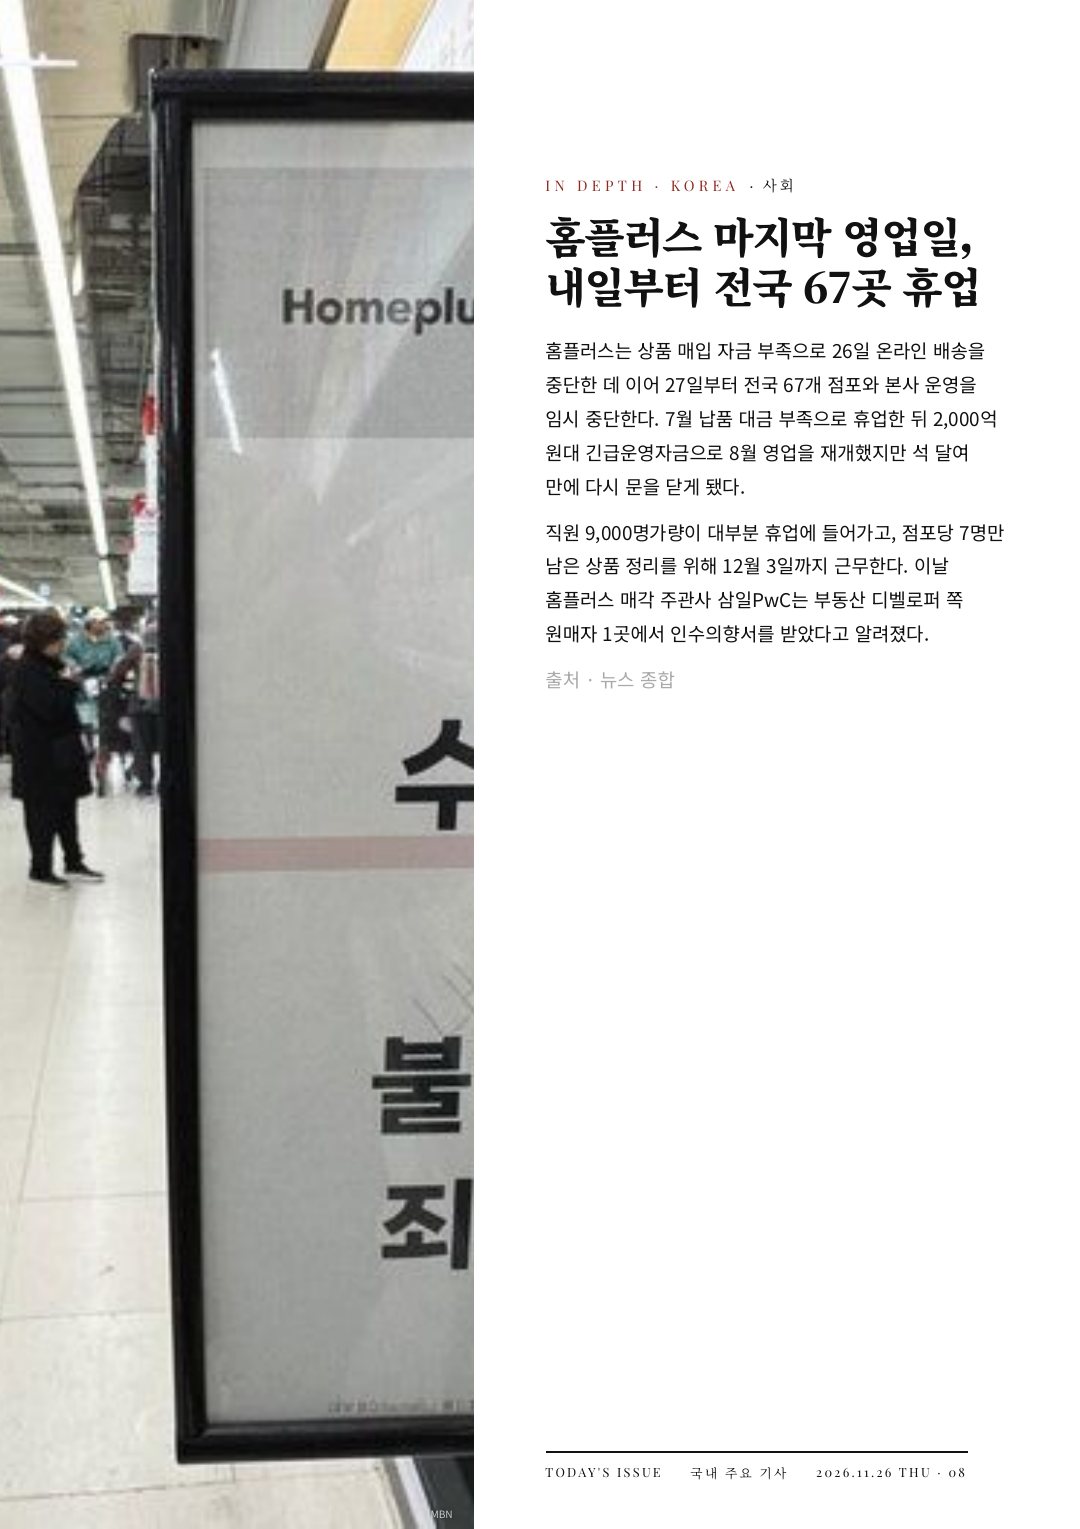 Homeplu
수
불
죄
MBN
IN DEPTH · KOREA · 사회
홈플러스 마지막 영업일,
내일부터 전국 67곳 휴업
홈플러스는 상품 매입 자금 부족으로 26일 온라인 배송을
중단한 데 이어 27일부터 전국 67개 점포와 본사 운영을
임시 중단한다. 7월 납품 대금 부족으로 휴업한 뒤 2,000억
원대 긴급운영자금으로 8월 영업을 재개했지만 석 달여
만에 다시 문을 닫게 됐다.
직원 9,000명가량이 대부분 휴업에 들어가고, 점포당 7명만
남은 상품 정리를 위해 12월 3일까지 근무한다. 이날
홈플러스 매각 주관사 삼일PwC는 부동산 디벨로퍼 쪽
원매자 1곳에서 인수의향서를 받았다고 알려졌다.
출처 · 뉴스 종합
TODAY'S ISSUE 국내 주요 기사 2026.11.26 THU · 08